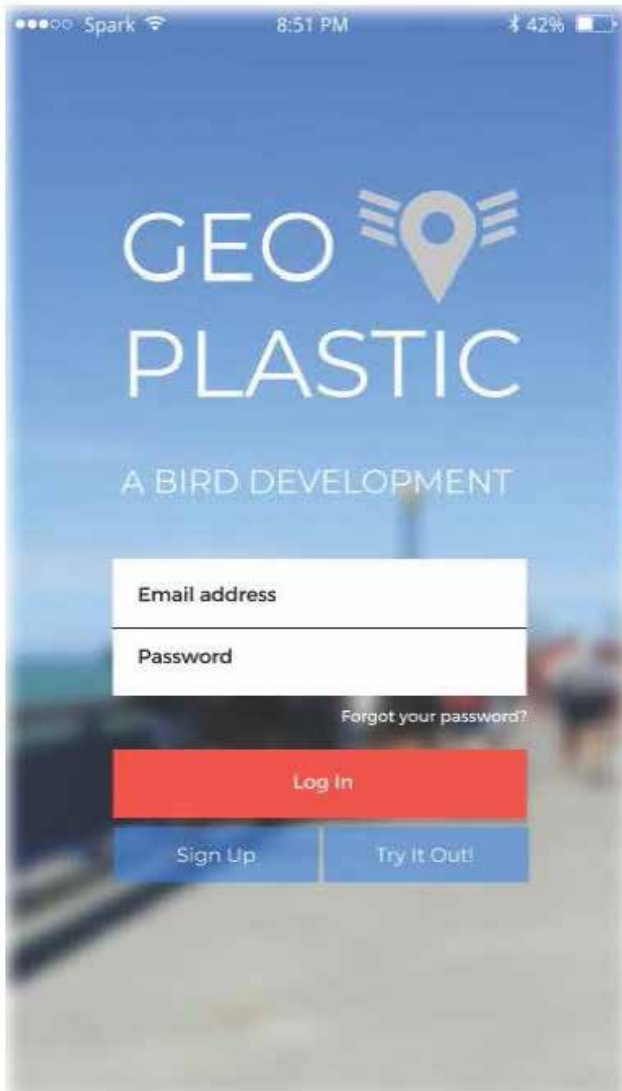 Spark 8:51 PM 42%
GEO
PLASTIC
A BIRD DEVELOPMENT
Email address
Password
Forgot your password?
Log In
Sign Up Try It Out!